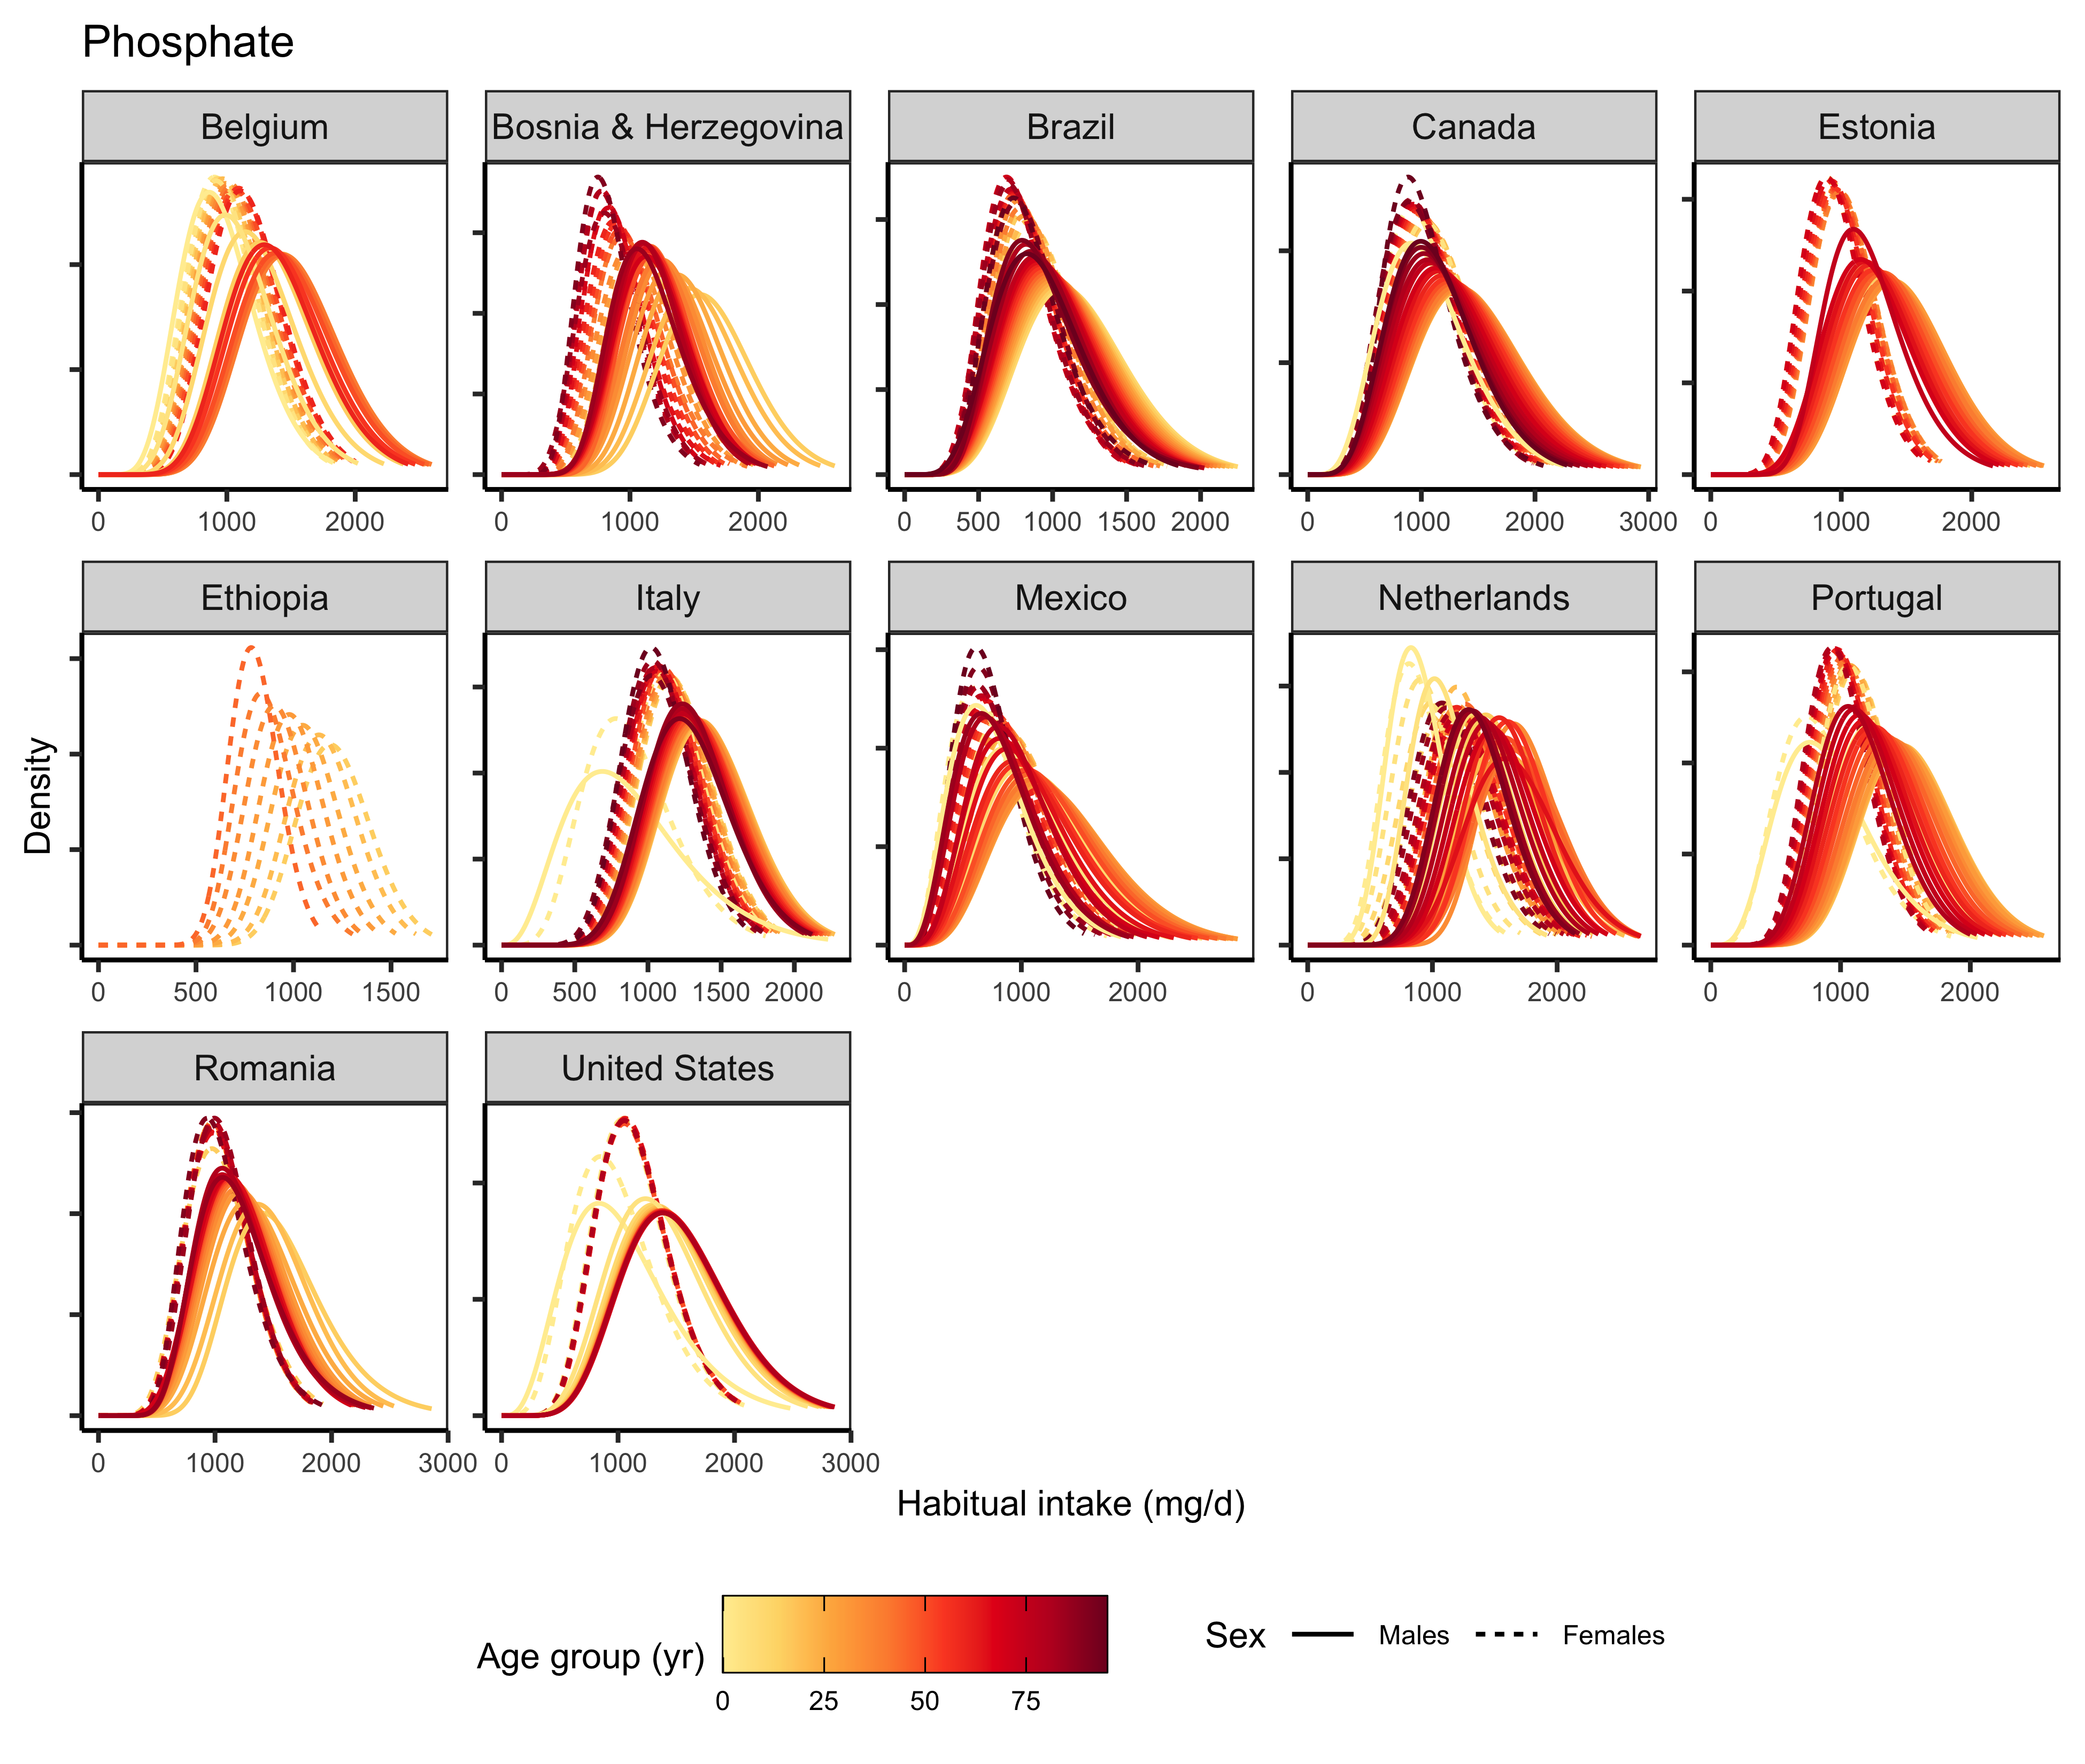 Phosphate
Belgium Bosnia & Herzegovina Brazil Canada Estonia
0 1000 2000 0 1000 2000 0 500 1000 1500 2000 0 1000 2000 3000 0 1000 2000
Ethiopia Italy Mexico Netherlands Portugal
Density
0 500 1000 1500 0 500 1000 1500 2000 0 1000 2000 0 1000 2000 0 1000 2000
Romania United States
0 1000 2000 3000 0 1000 2000 3000
Habitual intake (mg/d)
Age group (yr) Sex Males Females
0 25 50 75